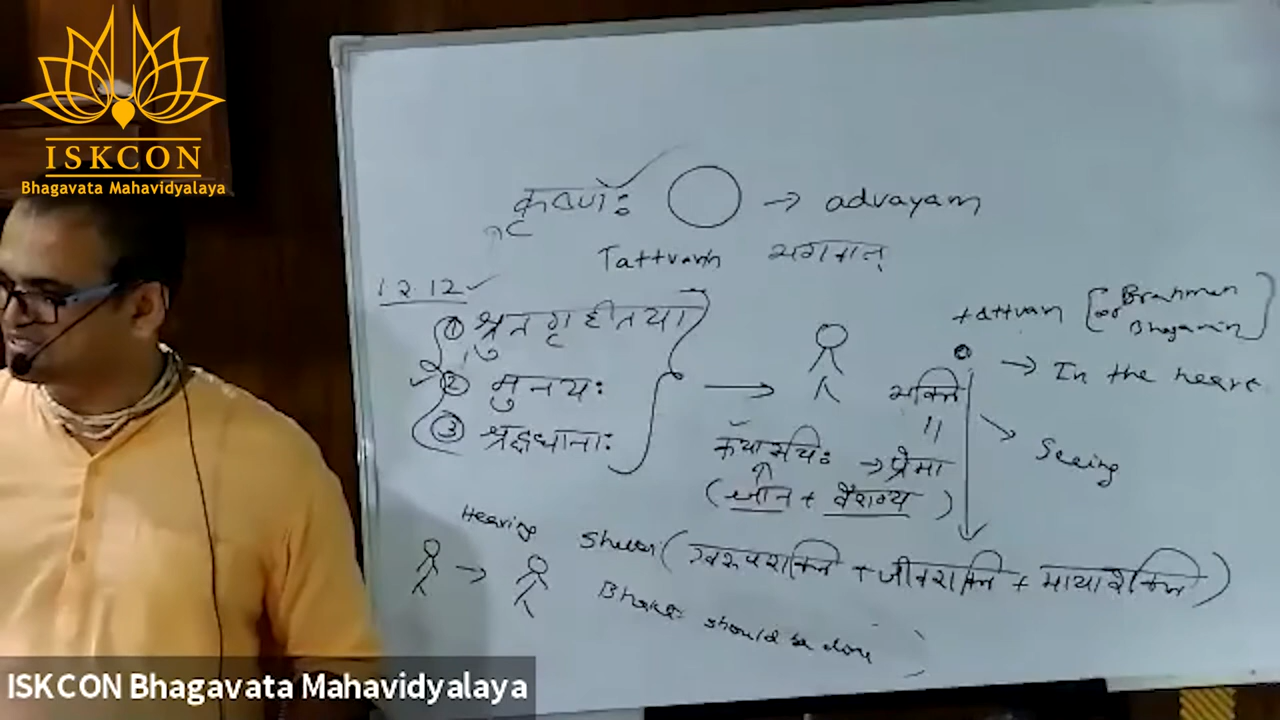 ISKCON
Bhagavata Mahavidyalaya
कृष्णः → advayam
Tattvam भगवान्
1.2.12
① श्रुतगृहीतया
② मुनयः
③ श्रद्दधानाः
tattvam [Brahman
or Bhagavan]
→ In the heart
भक्ति
॥
Seeing
कथारुचिः → प्रेमा
(ज्ञान + वैराग्य)
Hearing
(स्वरूपशक्ति + जीवशक्ति + मायाशक्ति)
Bhakti should be done
ISKCON Bhagavata Mahavidyalaya